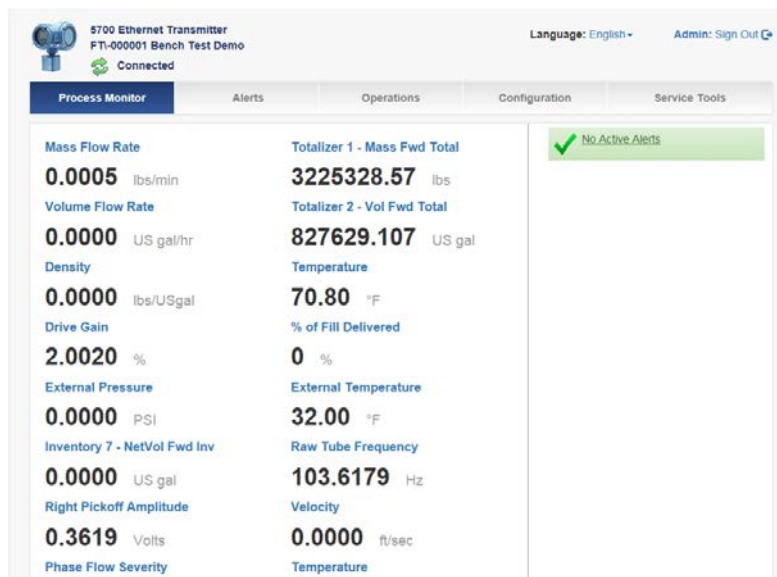 5700 Ethernet Transmitter
FT\-000001 Bench Test Demo
Connected
Language: English
Admin: Sign Out
Process Monitor Alerts Operations Configuration Service Tools
Mass Flow Rate Totalizer 1 - Mass Fwd Total
0.0005 lbs/min 3225328.57 lbs
Volume Flow Rate Totalizer 2 - Vol Fwd Total
0.0000 US gal/hr 827629.107 US gal
Density Temperature
0.0000 lbs/USgal 70.80 °F
Drive Gain % of Fill Delivered
2.0020 % 0 %
External Pressure External Temperature
0.0000 PSI 32.00 °F
Inventory 7 - NetVol Fwd Inv Raw Tube Frequency
0.0000 US gal 103.6179 Hz
Right Pickoff Amplitude Velocity
0.3619 Volts 0.0000 ft/sec
Phase Flow Severity Temperature
No Active Alerts